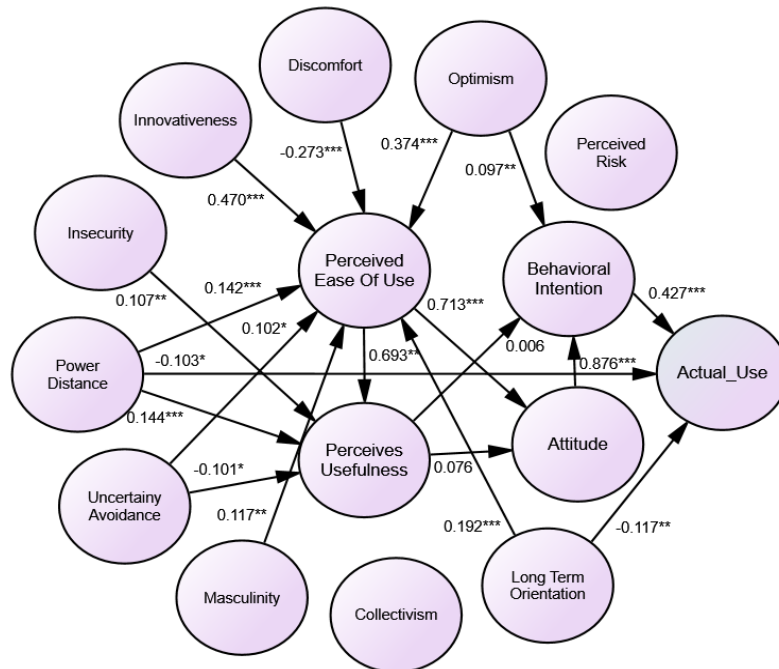 Discomfort
Optimism
Innovativeness
Perceived
Risk
-0.273***
0.374***
0.097**
0.470***
Insecurity
Perceived
Ease Of Use
Behavioral
Intention
0.107**
0.142***
0.713***
0.427***
0.102*
Power
Distance
-0.103*
0.693**
0.006
0.876***
Actual_Use
0.144***
Perceives
Usefulness
Attitude
-0.101*
0.076
Uncertainy
Avoidance
0.117**
0.192***
-0.117**
Masculinity
Collectivism
Long Term
Orientation